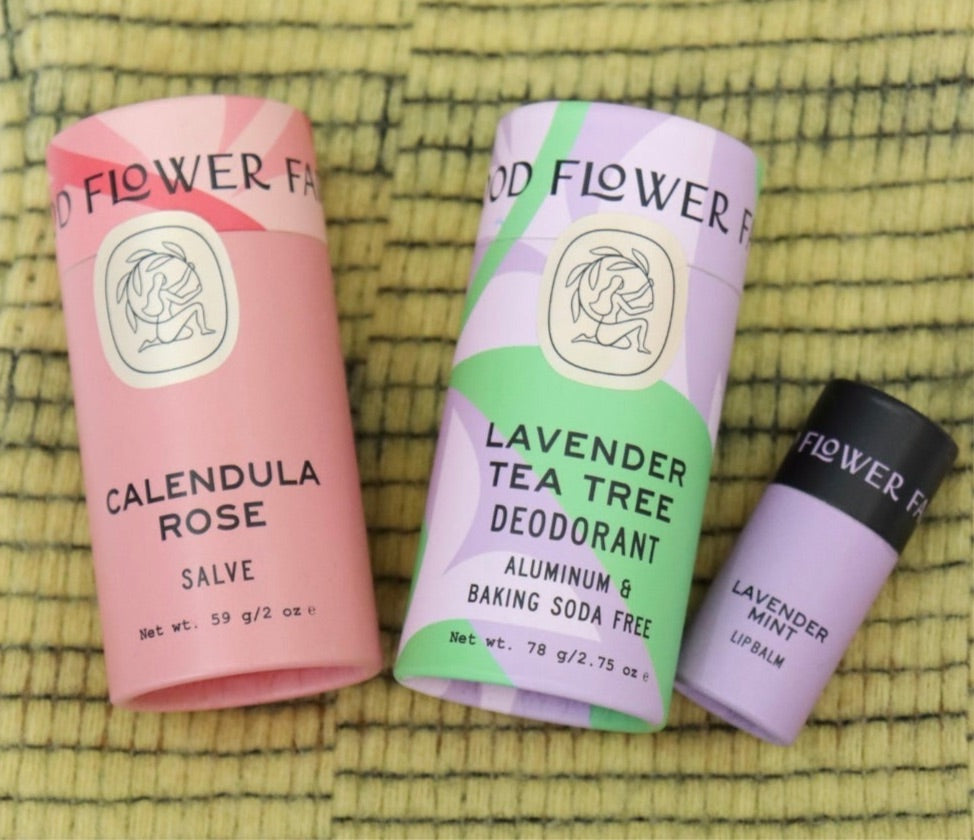 D FLOWER FA
CALENDULA
ROSE
SALVE
Net wt. 59 g/2 oz e
OD FLOWER F
LAVENDER
TEA TREE
DEODORANT
ALUMINUM &
BAKING SODA FREE
Net wt. 78 g/2.75 oz e
FLOWER FA
LAVENDER
MINT
LIP BALM